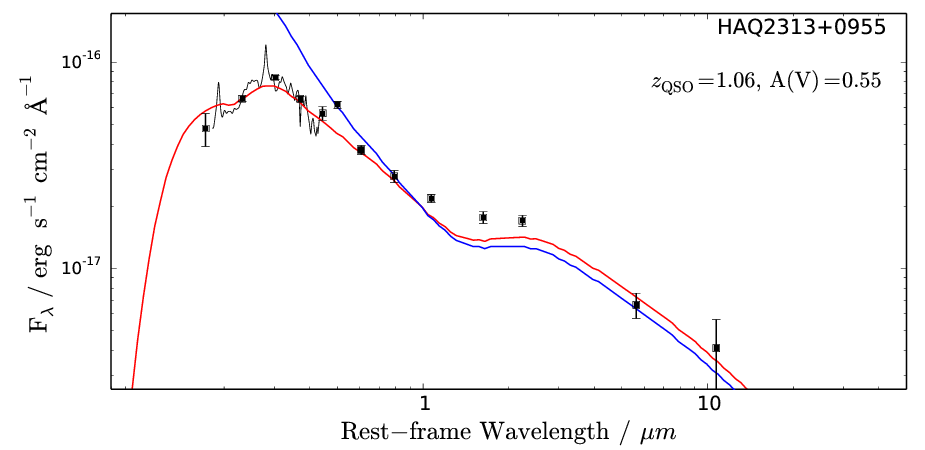 HAQ2313+0955
z_QSO=1.06, A(V)=0.55
10^-16
10^-17
F_λ / erg s^−1 cm^−2 Å^−1
1
10
Rest−frame Wavelength / μm